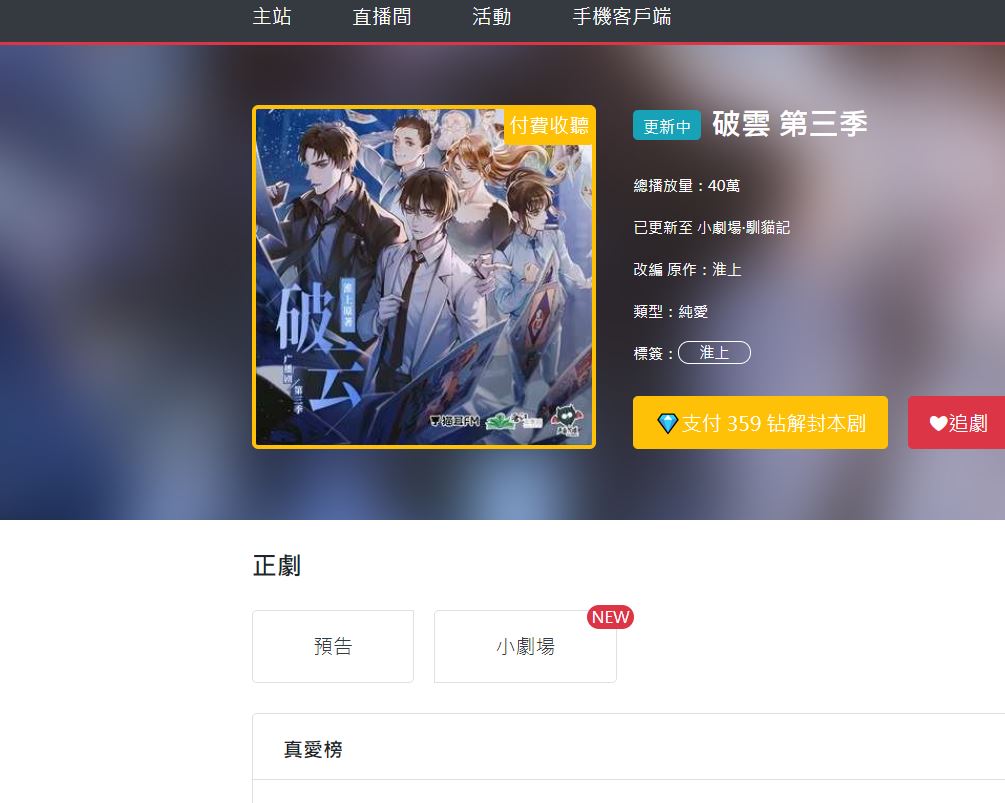 主站 直播間 活動 手機客戶端
付費收聽
更新中 破雲 第三季
總播放量：40萬
已更新至 小劇場·馴貓記
改編 原作：淮上
類型：純愛
標簽： 淮上
支付 359 钻解封本剧
追劇
破云
淮上原著
广播剧
第三季
猫耳FM
正劇
預告
小劇場
NEW
真愛榜